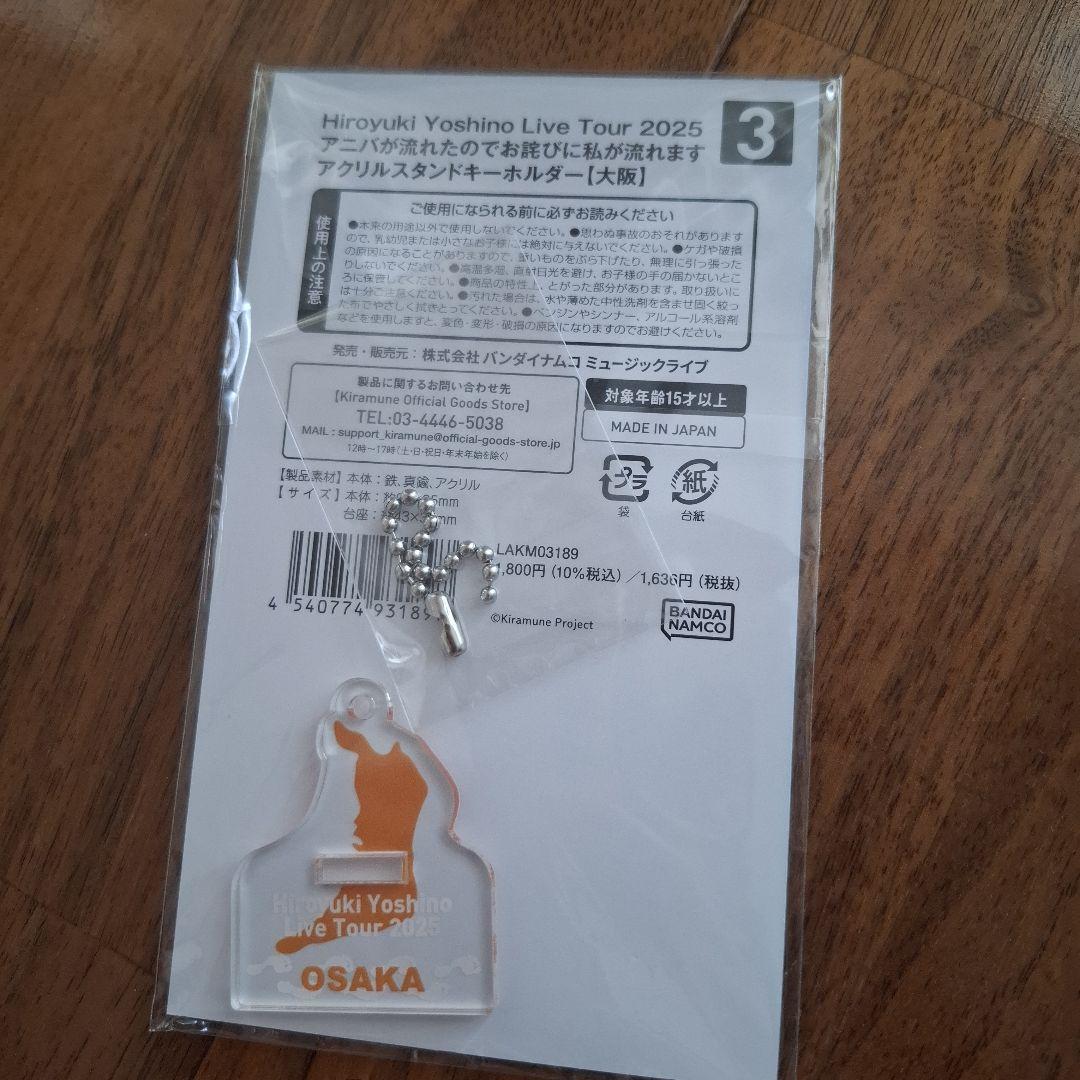 Hiroyuki Yoshino Live Tour 2025
アニバが流れたのでお詫びに私が流れます
アクリルスタンドキーホルダー【大阪】
3
使用上の注意
ご使用になられる前に必ずお読みください
●本来の用途以外で使用しないでください。●思わぬ事故のおそれがあります
ので、乳幼児または小さなお子様には絶対に与えないでください。●ケガや破損
の原因になることがありますので、重いものをぶら下げたり、無理に引っ張った
りしないでください。●高温多湿、直射日光を避け、お子様の手の届かないとこ
ろに保管してください。●商品の特性上、とがった部分があります。取り扱いに
は十分ご注意ください。●汚れた場合は、水や薄めた中性洗剤を含ませ固く絞っ
た布でやさしく拭きとってください。●ベンジンやシンナー、アルコール系溶剤
などを使用しますと、変色・変形・破損の原因になりますのでお避けください。
発売・販売元:株式会社 バンダイナムコ ミュージックライブ
製品に関するお問い合わせ先
【Kiramune Official Goods Store】
TEL:03-4446-5038
MAIL : support_kiramune@official-goods-store.jp
12時〜17時(土・日・祝日・年末年始を除く)
対象年齢15才以上
MADE IN JAPAN
プラ
袋
紙
台紙
【製品素材】本体:鉄、真鍮、アクリル
【サイズ】本体:
台座:
LAKM03189
,800円(10%税込)/1,636円(税抜)
4 540774 93189
©Kiramune Project
BANDAI
NAMCO
Hiroyuki Yoshino
Live Tour 2025
OSAKA